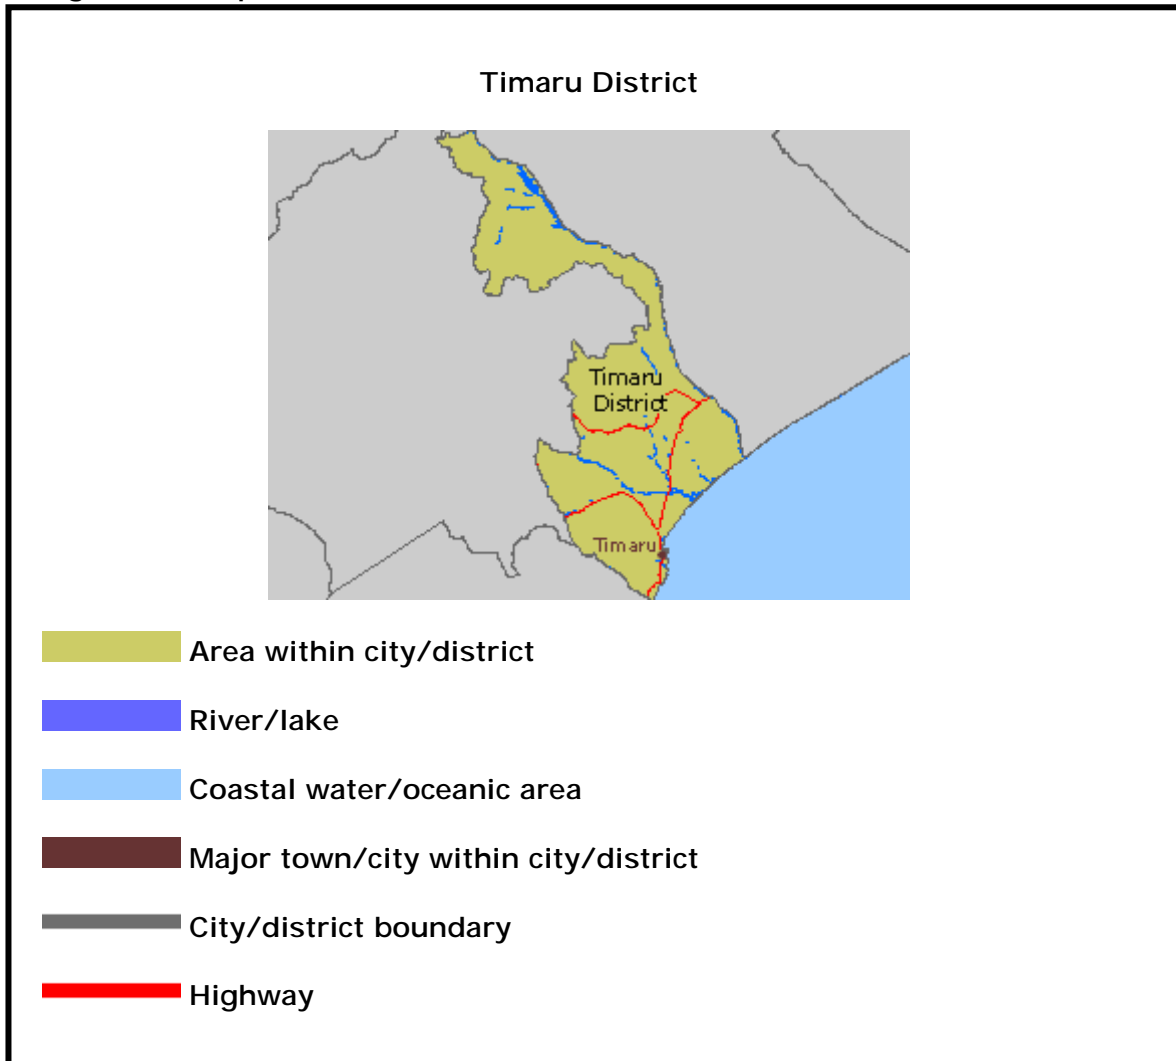 Timaru District
Timaru
District
Timaru
Area within city/district
River/lake
Coastal water/oceanic area
Major town/city within city/district
City/district boundary
Highway